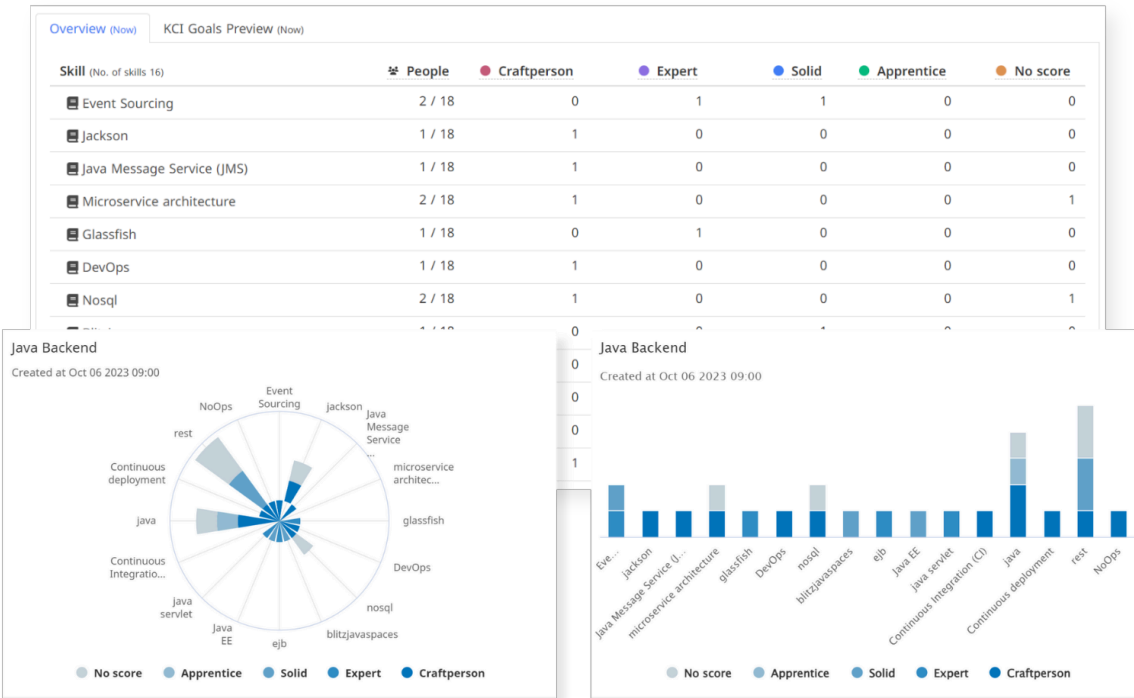 Overview (Now) KCI Goals Preview (Now)
Skill (No. of skills 16) People Craftperson Expert Solid Apprentice No score
Event Sourcing 2 / 18 0 1 1 0 0
Jackson 1 / 18 1 0 0 0 0
Java Message Service (JMS) 1 / 18 1 0 0 0 0
Microservice architecture 2 / 18 1 0 0 0 1
Glassfish 1 / 18 0 1 0 0 0
DevOps 1 / 18 1 0 0 0 0
Nosql 2 / 18 1 0 0 0 1
0
0
0
0
1
Java Backend
Created at Oct 06 2023 09:00
Event
Sourcing
jackson
Java
Message
Service
...
microservice
architec...
glassfish
DevOps
nosql
blitzjavaspaces
ejb
Java
EE
java
servlet
Continuous
Integratio...
java
Continuous
deployment
rest
NoOps
No score Apprentice Solid Expert Craftperson
Java Backend
Created at Oct 06 2023 09:00
Eve...
jackson
Java Message Service (J...
microservice architecture
glassfish
DevOps
nosql
blitzjavaspaces
ejb
Java EE
java servlet
Continuous Integration (CI)
java
Continuous deployment
rest
NoOps
No score Apprentice Solid Expert Craftperson